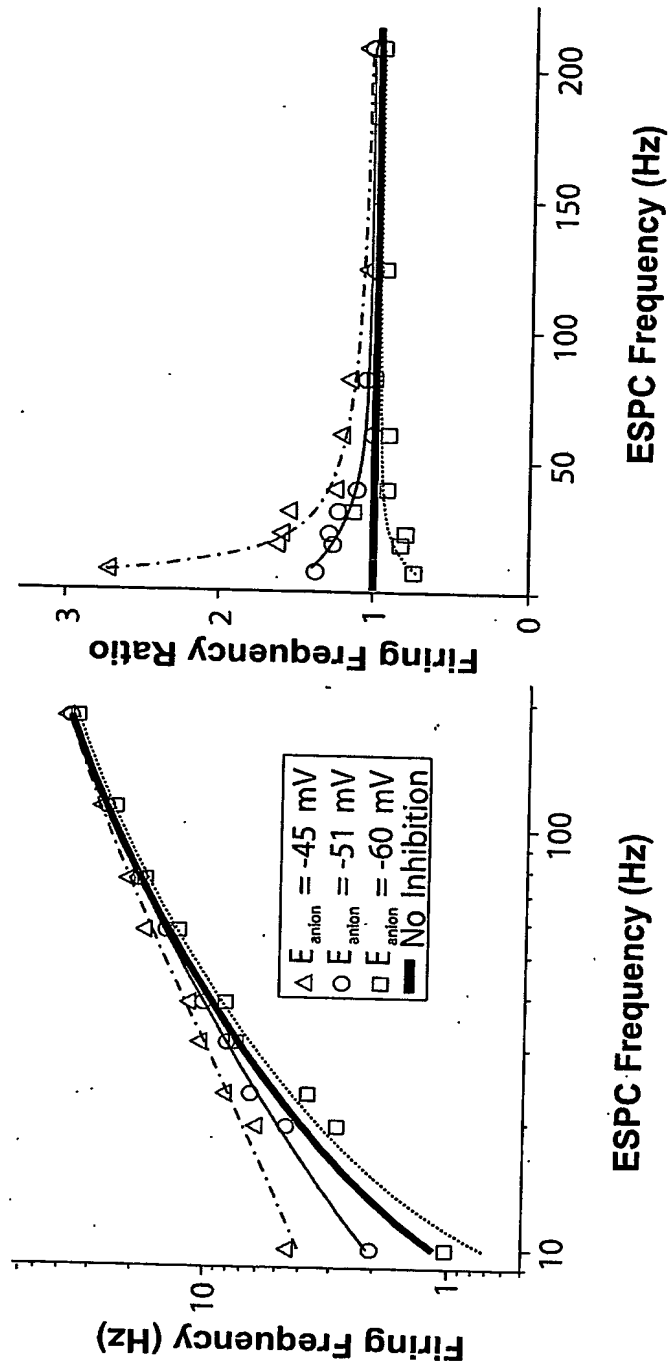 Firing Frequency (Hz)
10
1
10
100
ESPC Frequency (Hz)
△ E anion = -45 mV
○ E anion = -51 mV
□ E anion = -60 mV
No Inhibition
Firing Frequency Ratio
3
2
1
0
50
100
150
200
ESPC Frequency (Hz)